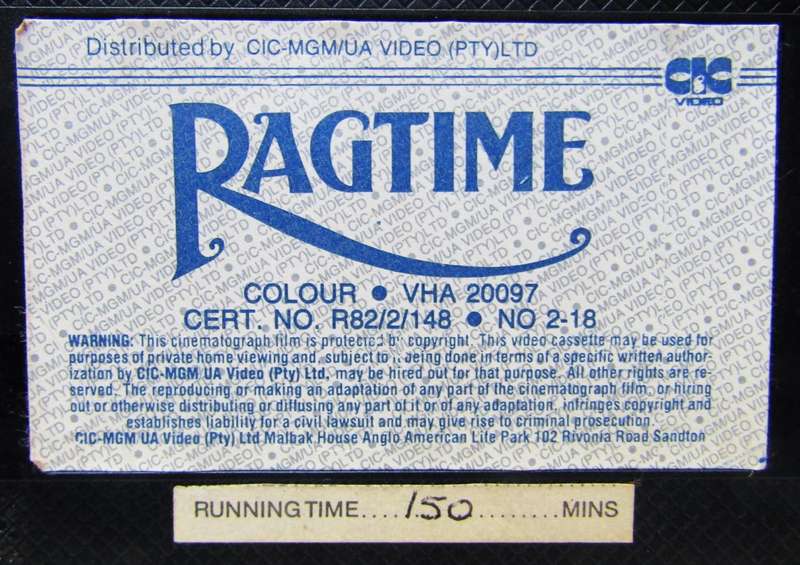 Distributed by CIC-MGM/UA VIDEO (PTY)LTD
CIC
VIDEO
RAGTIME
COLOUR ● VHA 20097
CERT. NO. R82/2/148 ● NO 2-18
WARNING: This cinematograph film is protected by copyright. This video cassette may be used for
purposes of private home viewing and, subject to it being done in terms of a specific written author-
ization by CIC-MGM UA Video (Pty) Ltd, may be hired out for that purpose. All other rights are re-
served. The reproducing or making an adaptation of any part of the cinematograph film, or hiring
out or otherwise distributing or diffusing any part of it or of any adaptation, infringes copyright and
establishes liability for a civil lawsuit and may give rise to criminal prosecution.
CIC-MGM UA Video (Pty) Ltd Malbak House Anglo American Life Park 102 Rivonia Road Sandton
RUNNING TIME....150........MINS